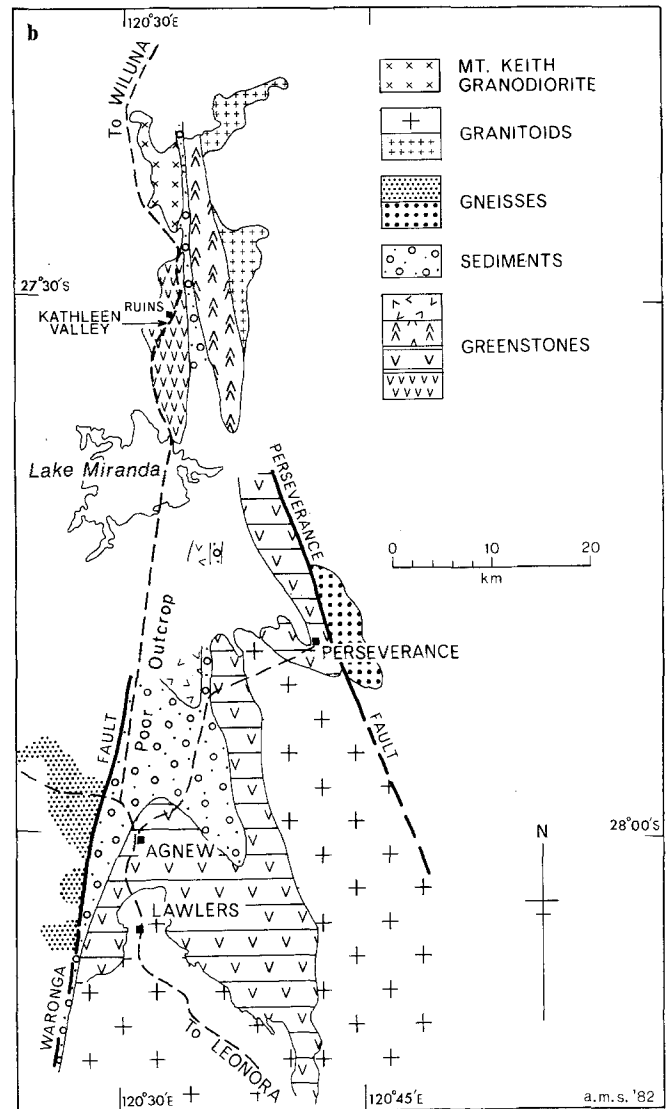 b
120°30'E
To WILUNA
MT. KEITH
GRANODIORITE
GRANITOIDS
GNEISSES
SEDIMENTS
GREENSTONES
27°30'S
RUINS
KATHLEEN
VALLEY
Lake Miranda
PERSEVERANCE
FAULT
0 10 20
km
PERSEVERANCE
Poor Outcrop
WARONGA FAULT
28°00'S
AGNEW
LAWLERS
N
To LEONORA
120°30'E
120°45'E
a.m.s. '82